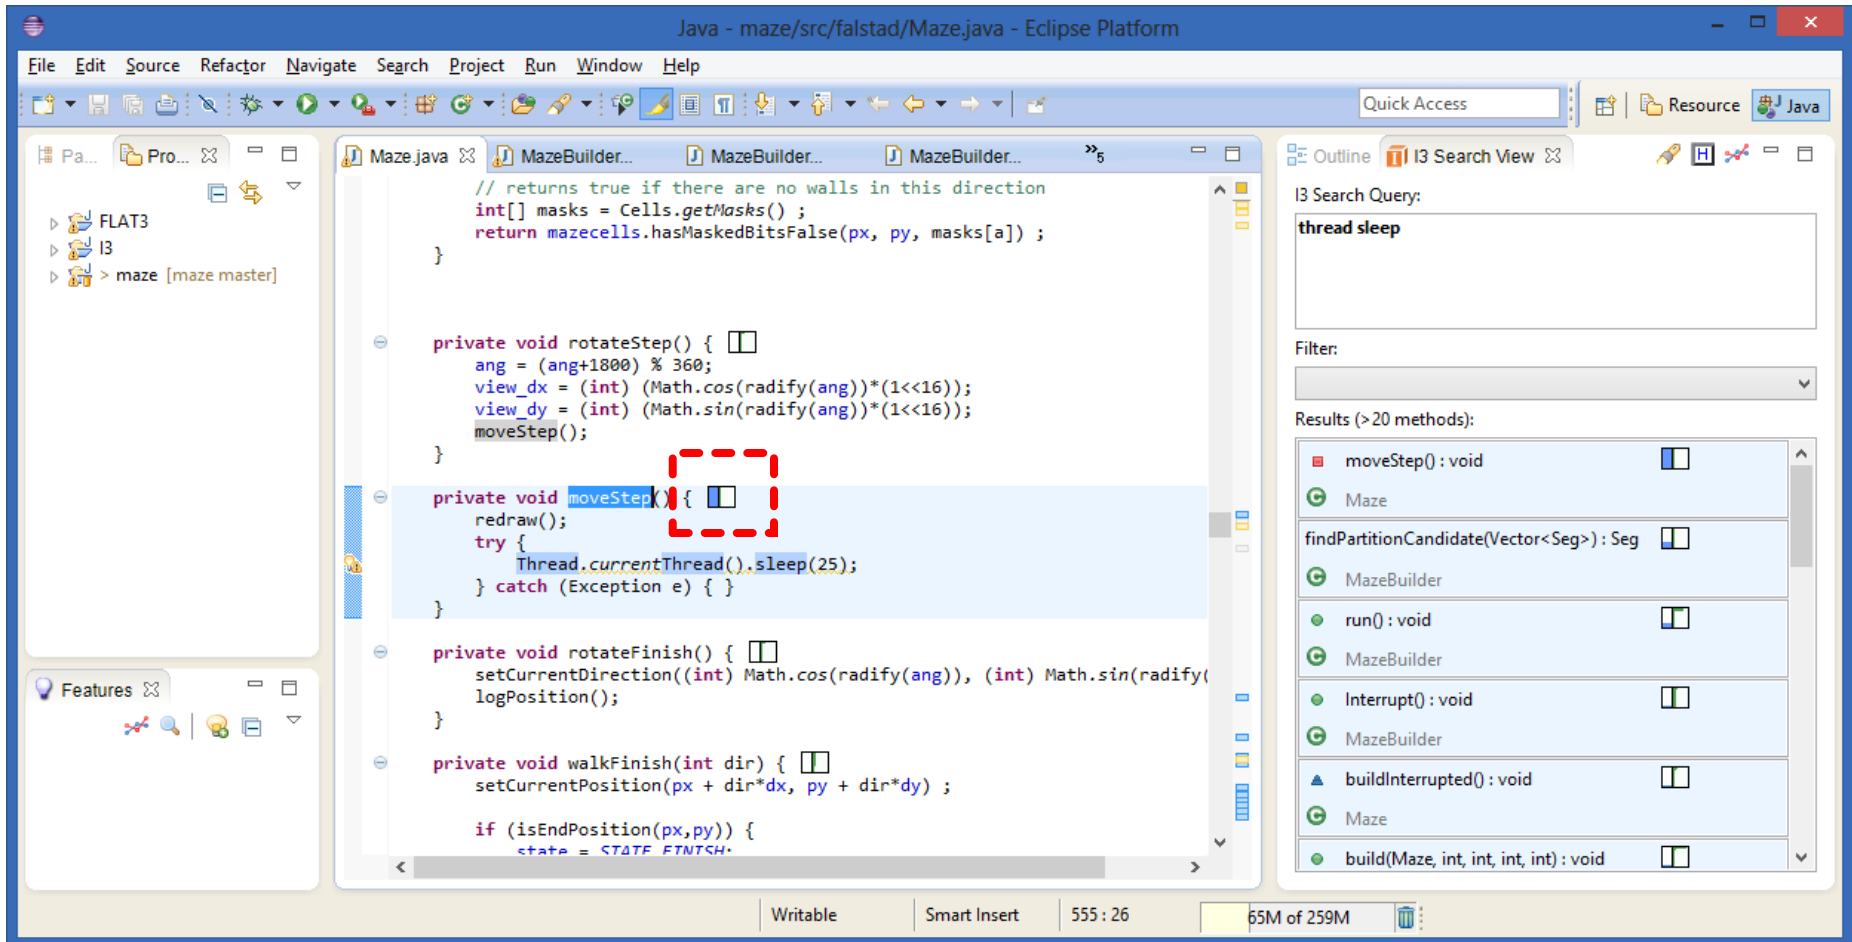 Java - maze/src/falstad/Maze.java - Eclipse Platform
File Edit Source Refactor Navigate Search Project Run Window Help
Quick Access
Resource
Java
Pa...
Pro...
FLAT3
I3
> maze [maze master]
Features
Maze.java
MazeBuilder...
MazeBuilder...
MazeBuilder...
»5
// returns true if there are no walls in this direction
int[] masks = Cells.getMasks() ;
return mazecells.hasMaskedBitsFalse(px, py, masks[a]) ;
}
private void rotateStep() {
ang = (ang+1800) % 360;
view_dx = (int) (Math.cos(radify(ang))*(1<<16));
view_dy = (int) (Math.sin(radify(ang))*(1<<16));
moveStep();
}
private void moveStep() {
redraw();
try {
Thread.currentThread().sleep(25);
} catch (Exception e) { }
}
private void rotateFinish() {
setCurrentDirection((int) Math.cos(radify(ang)), (int) Math.sin(radify(
logPosition();
}
private void walkFinish(int dir) {
setCurrentPosition(px + dir*dx, py + dir*dy) ;
if (isEndPosition(px,py)) {
state = STATE_FINISH;
Outline
I3 Search View
H
I3 Search Query:
thread sleep
Filter:
Results (>20 methods):
moveStep() : void
Maze
findPartitionCandidate(Vector<Seg>) : Seg
MazeBuilder
run() : void
MazeBuilder
Interrupt() : void
MazeBuilder
buildInterrupted() : void
Maze
build(Maze, int, int, int, int) : void
Writable
Smart Insert
555 : 26
65M of 259M